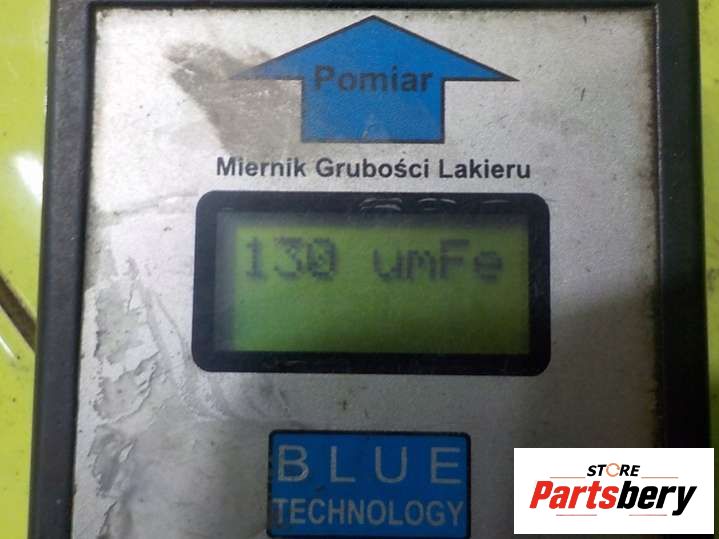 Pomiar
Miernik Grubości Lakieru
130 umFe
BLUE
TECHNOLOGY
STORE
Partsbery